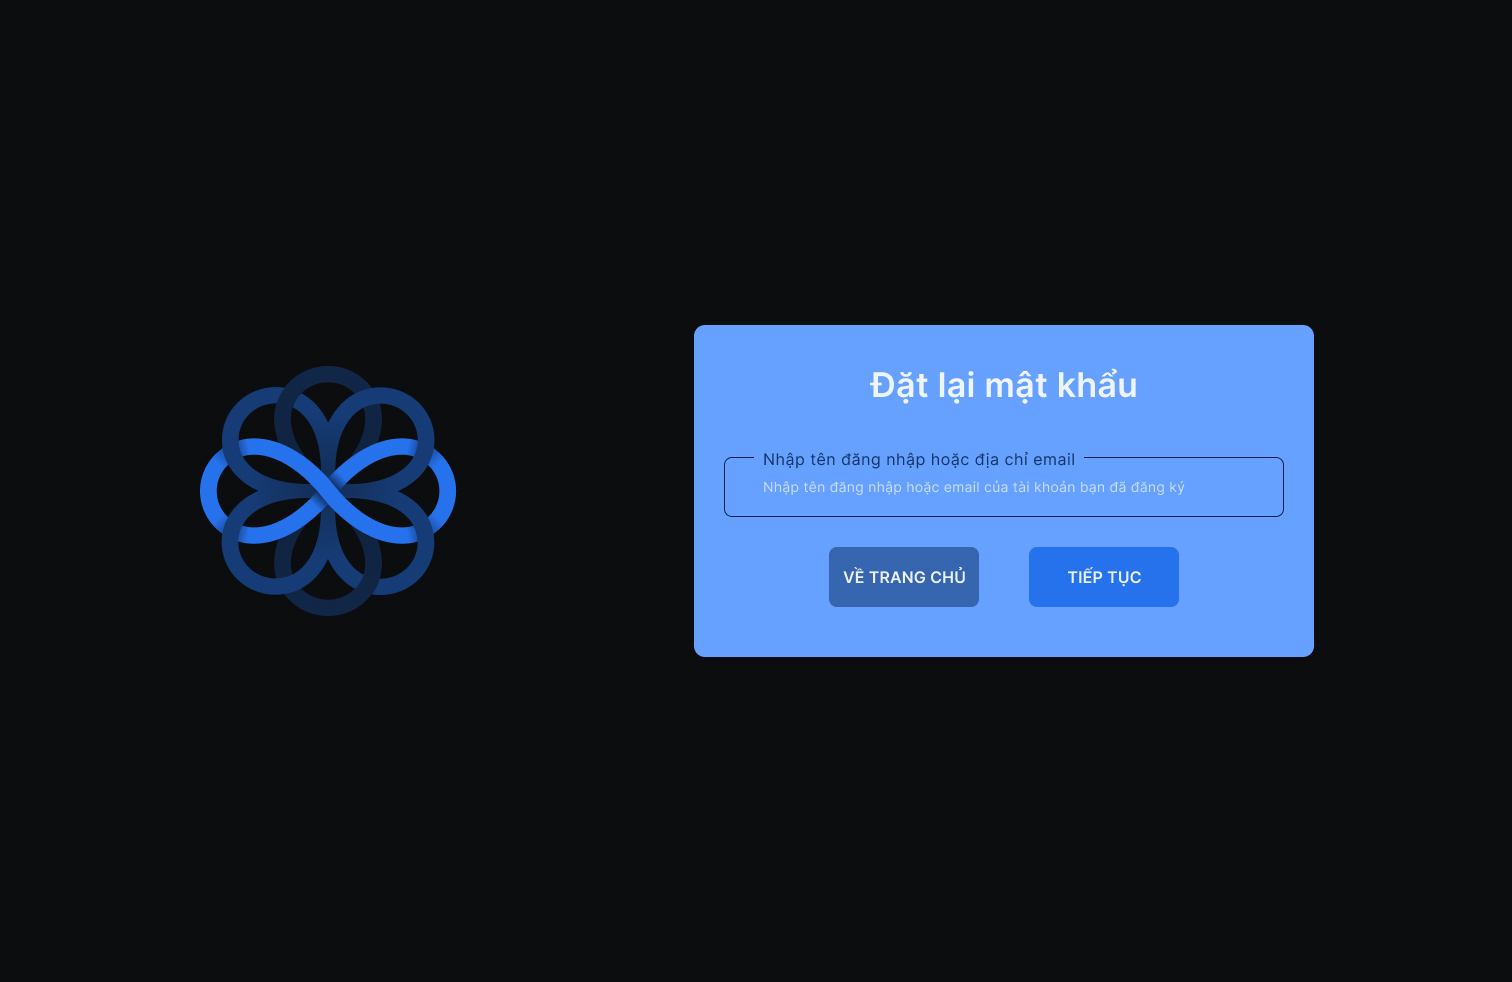 Đặt lại mật khẩu
Nhập tên đăng nhập hoặc địa chỉ email
Nhập tên đăng nhập hoặc email của tài khoản bạn đã đăng ký
VỀ TRANG CHỦ
TIẾP TỤC